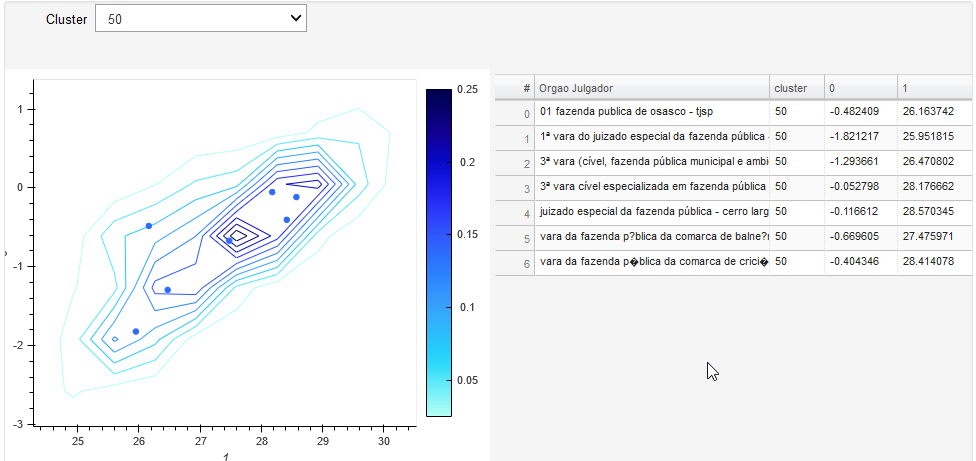 Cluster 50
1
0
-1
-2
-3
25 26 27 28 29 30
1
0.25
0.2
0.15
0.1
0.05
# Orgao Julgador cluster 0 1
0 01 fazenda publica de osasco - tjsp 50 -0.482409 26.163742
1 1ª vara do juizado especial da fazenda pública 50 -1.821217 25.951815
2 3ª vara (cível, fazenda pública municipal e ambi 50 -1.293661 26.470802
3 3ª vara cível especializada em fazenda pública 50 -0.052798 28.176662
4 juizado especial da fazenda pública - cerro larg 50 -0.116612 28.570345
5 vara da fazenda p?blica da comarca de balne?i 50 -0.669605 27.475971
6 vara da fazenda p�blica da comarca de crici� 50 -0.404346 28.414078